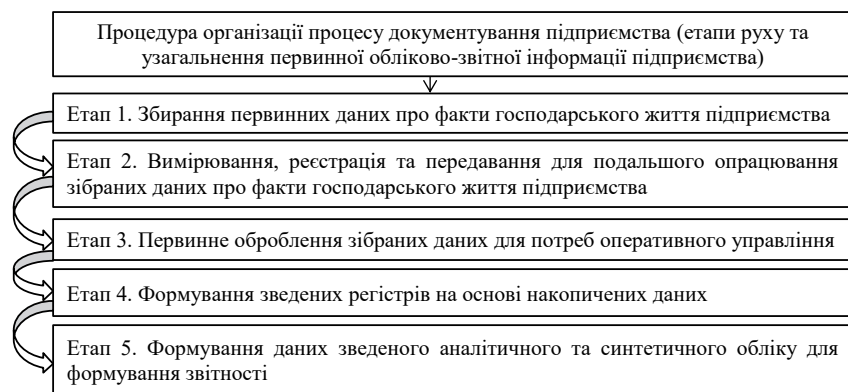 Процедура організації процесу документування підприємства (етапи руху та
узагальнення первинної обліково-звітної інформації підприємства)
Етап 1. Збирання первинних даних про факти господарського життя підприємства
Етап 2. Вимірювання, реєстрація та передавання для подальшого опрацювання
зібраних даних про факти господарського життя підприємства
Етап 3. Первинне оброблення зібраних даних для потреб оперативного управління
Етап 4. Формування зведених регістрів на основі накопичених даних
Етап 5. Формування даних зведеного аналітичного та синтетичного обліку для
формування звітності